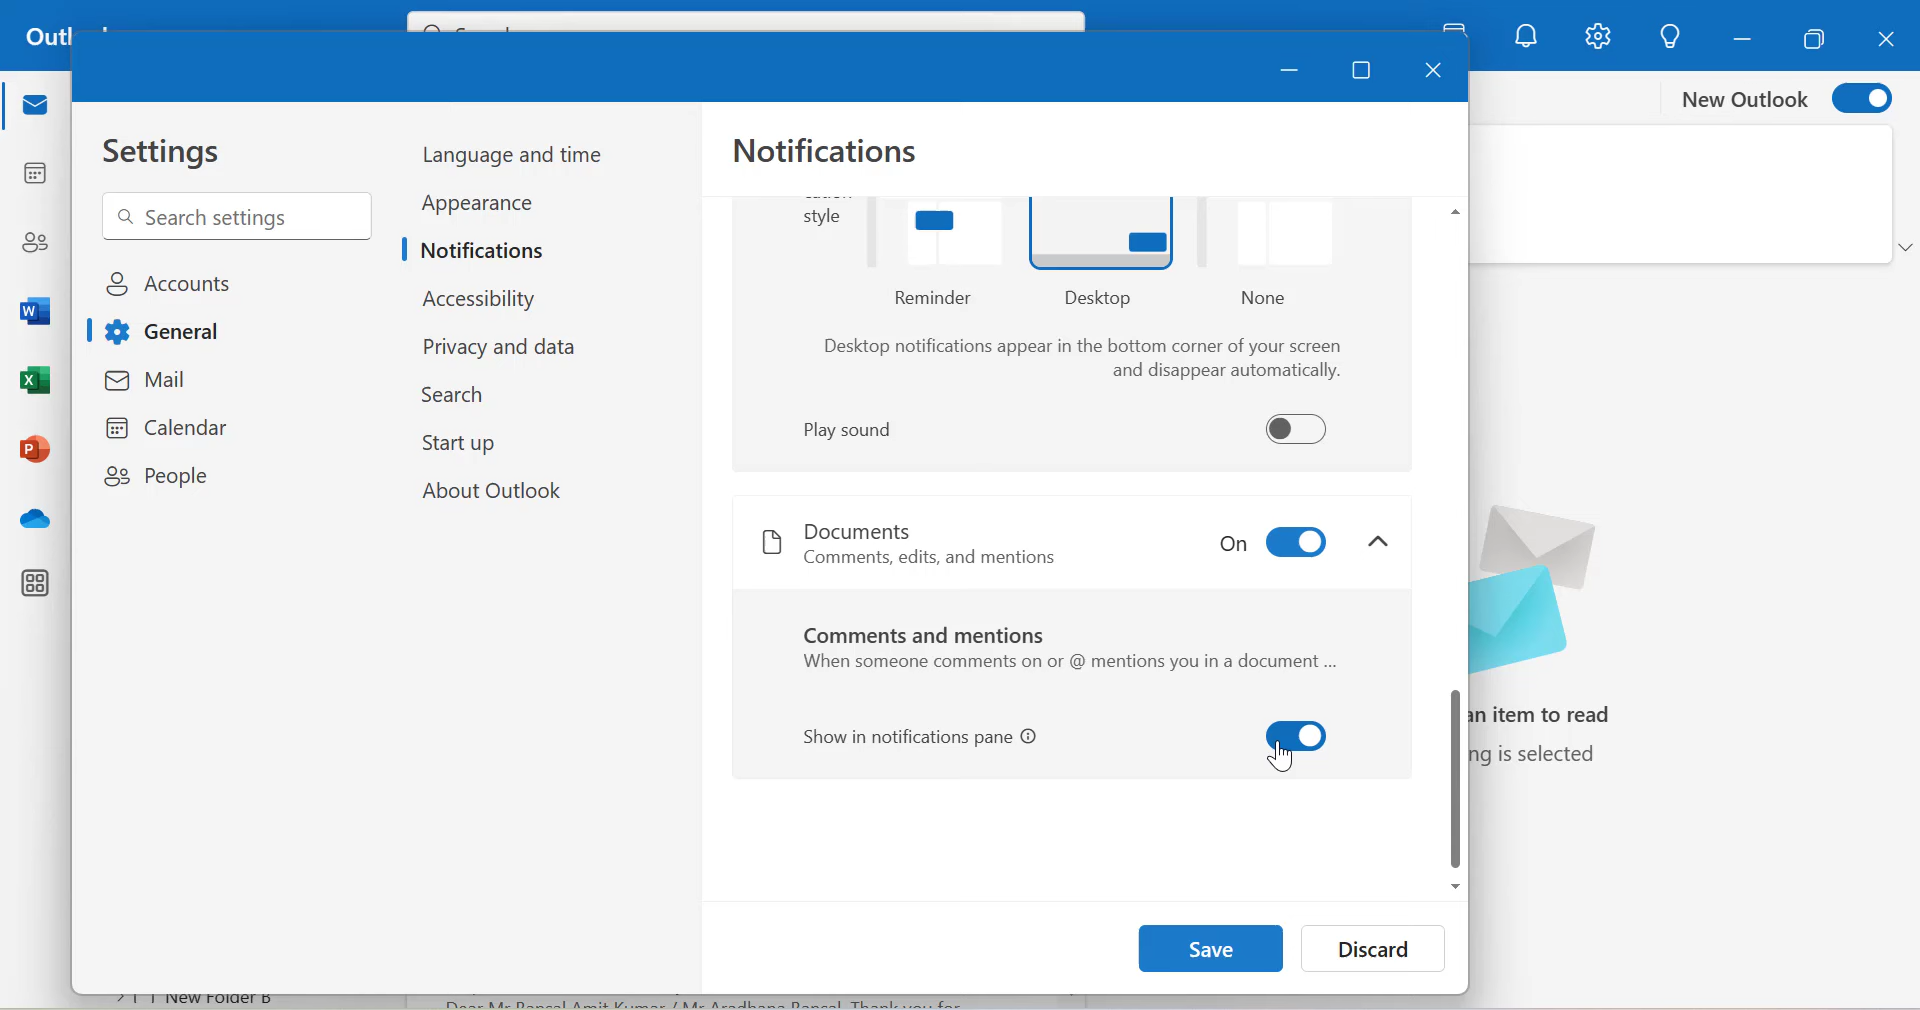 Outl
New Outlook
Settings
Search settings
Accounts
General
Mail
Calendar
People
Language and time
Appearance
Notifications
Accessibility
Privacy and data
Search
Start up
About Outlook
Notifications
style
Reminder
Desktop
None
Desktop notifications appear in the bottom corner of your screen
and disappear automatically.
Play sound
Documents
Comments, edits, and mentions
On
Comments and mentions
When someone comments on or @ mentions you in a document ...
Show in notifications pane
Save
Discard
an item to read
ng is selected
New Folder B